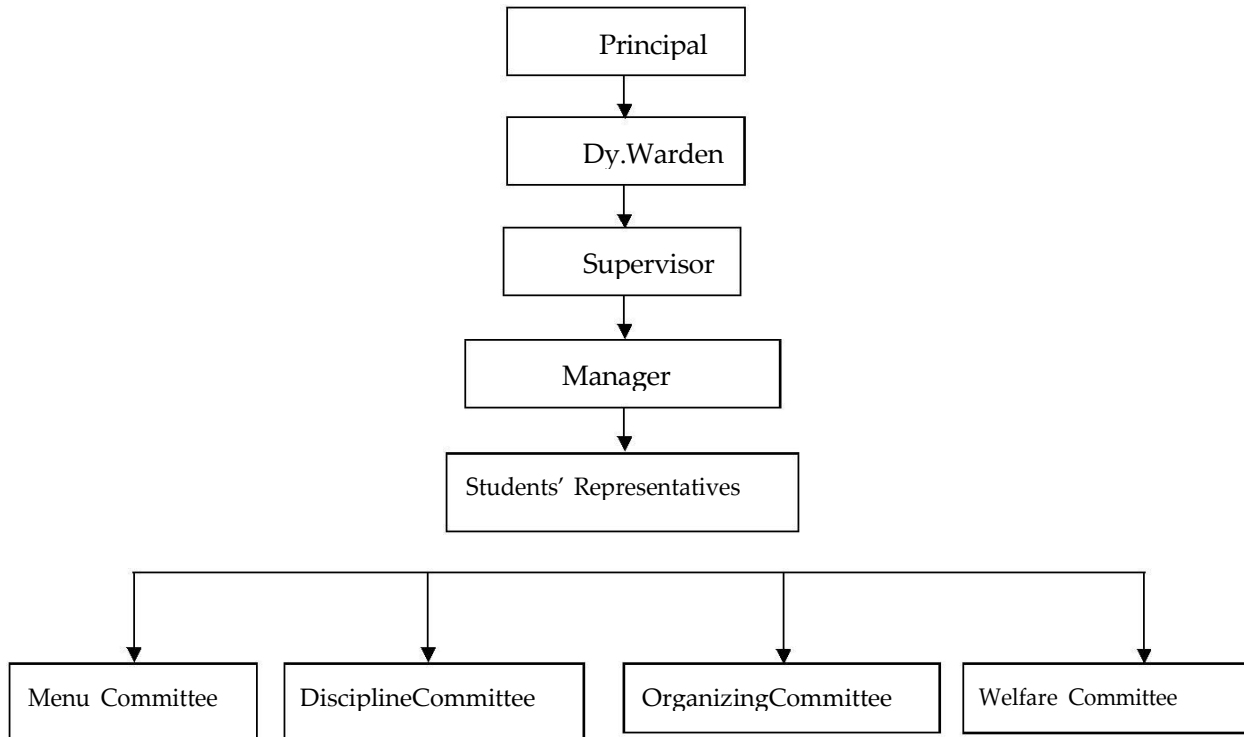 Principal
Dy.Warden
Supervisor
Manager
Students’ Representatives
Menu Committee
DisciplineCommittee
OrganizingCommittee
Welfare Committee